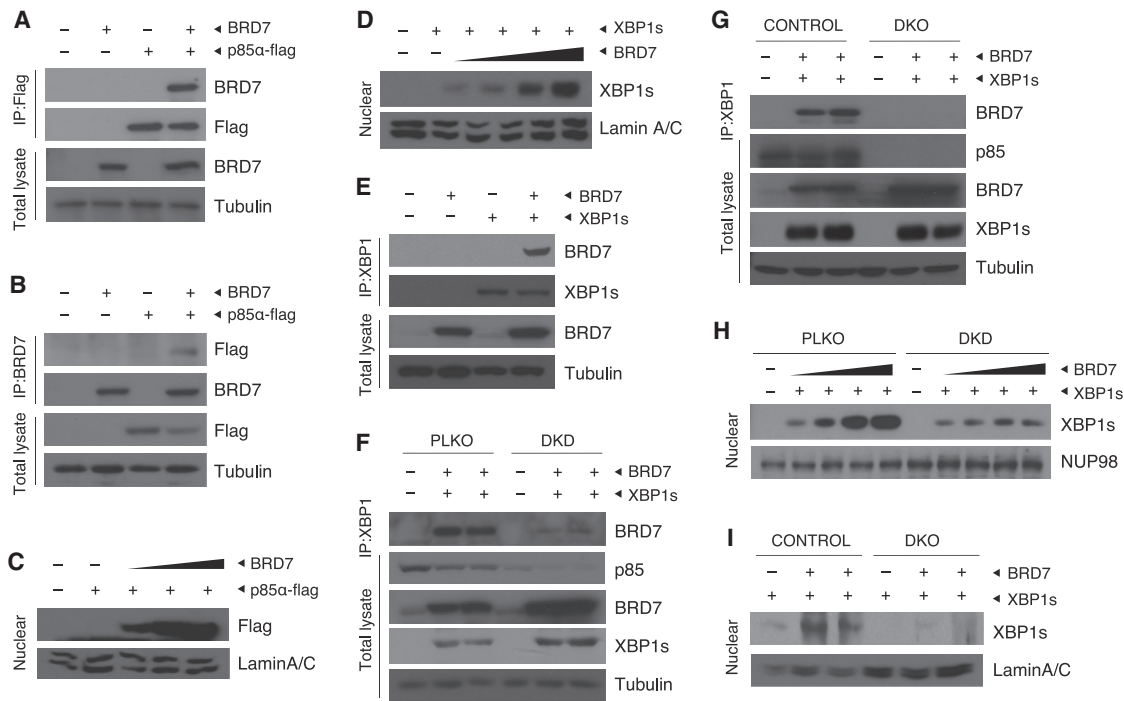 A
− + − + ◂ BRD7
− − + + ◂ p85α-flag
IP:Flag
BRD7
Flag
Total lysate
BRD7
Tubulin
B
− + − + ◂ BRD7
− − + + ◂ p85α-flag
IP:BRD7
Flag
BRD7
Total lysate
Flag
Tubulin
C
− − ◂ BRD7
− + + + + ◂ p85α-flag
Nuclear
Flag
LaminA/C
D
− + + + + + ◂ XBP1s
− − ◂ BRD7
Nuclear
XBP1s
Lamin A/C
E
− + − + ◂ BRD7
− − + + ◂ XBP1s
IP:XBP1
BRD7
XBP1s
Total lysate
BRD7
Tubulin
F
PLKO DKD
− + + − + + ◂ BRD7
− + + − + + ◂ XBP1s
IP:XBP1
BRD7
Total lysate
p85
BRD7
XBP1s
Tubulin
G
CONTROL DKO
− + + − + + ◂ BRD7
− + + − + + ◂ XBP1s
IP:XBP1
BRD7
Total lysate
p85
BRD7
XBP1s
Tubulin
H
PLKO DKD
− − ◂ BRD7
− + + + + − + + + + ◂ XBP1s
Nuclear
XBP1s
NUP98
I
CONTROL DKO
− + + − + + ◂ BRD7
+ + + + + + ◂ XBP1s
Nuclear
XBP1s
LaminA/C